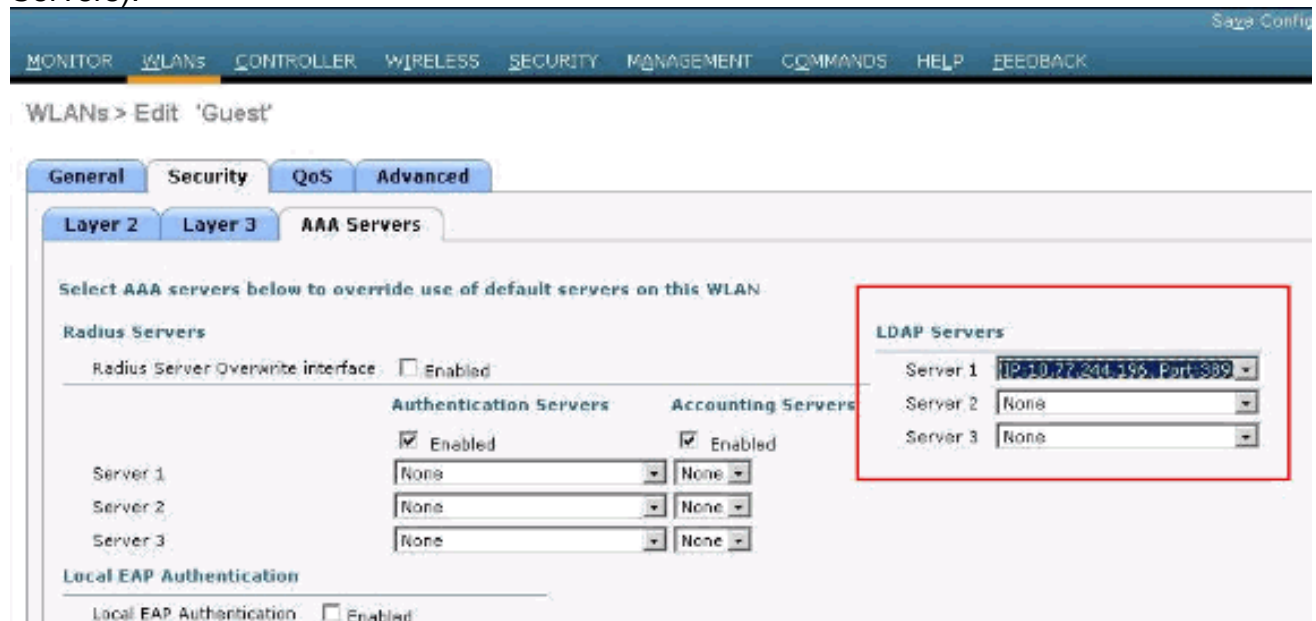 Servers).
Save Config
MONITOR WLANs CONTROLLER WIRELESS SECURITY MANAGEMENT COMMANDS HELP FEEDBACK
WLANs > Edit 'Guest'
General Security QoS Advanced
Layer 2 Layer 3 AAA Servers
Select AAA servers below to override use of default servers on this WLAN
Radius Servers
LDAP Servers
Radius Server Overwrite interface Enabled
Server 1 IP:10.77.244.196, Port:389
Authentication Servers Accounting Servers
Server 2 None
Enabled Enabled
Server 3 None
Server 1 None None
Server 2 None None
Server 3 None None
Local EAP Authentication
Local EAP Authentication Enabled